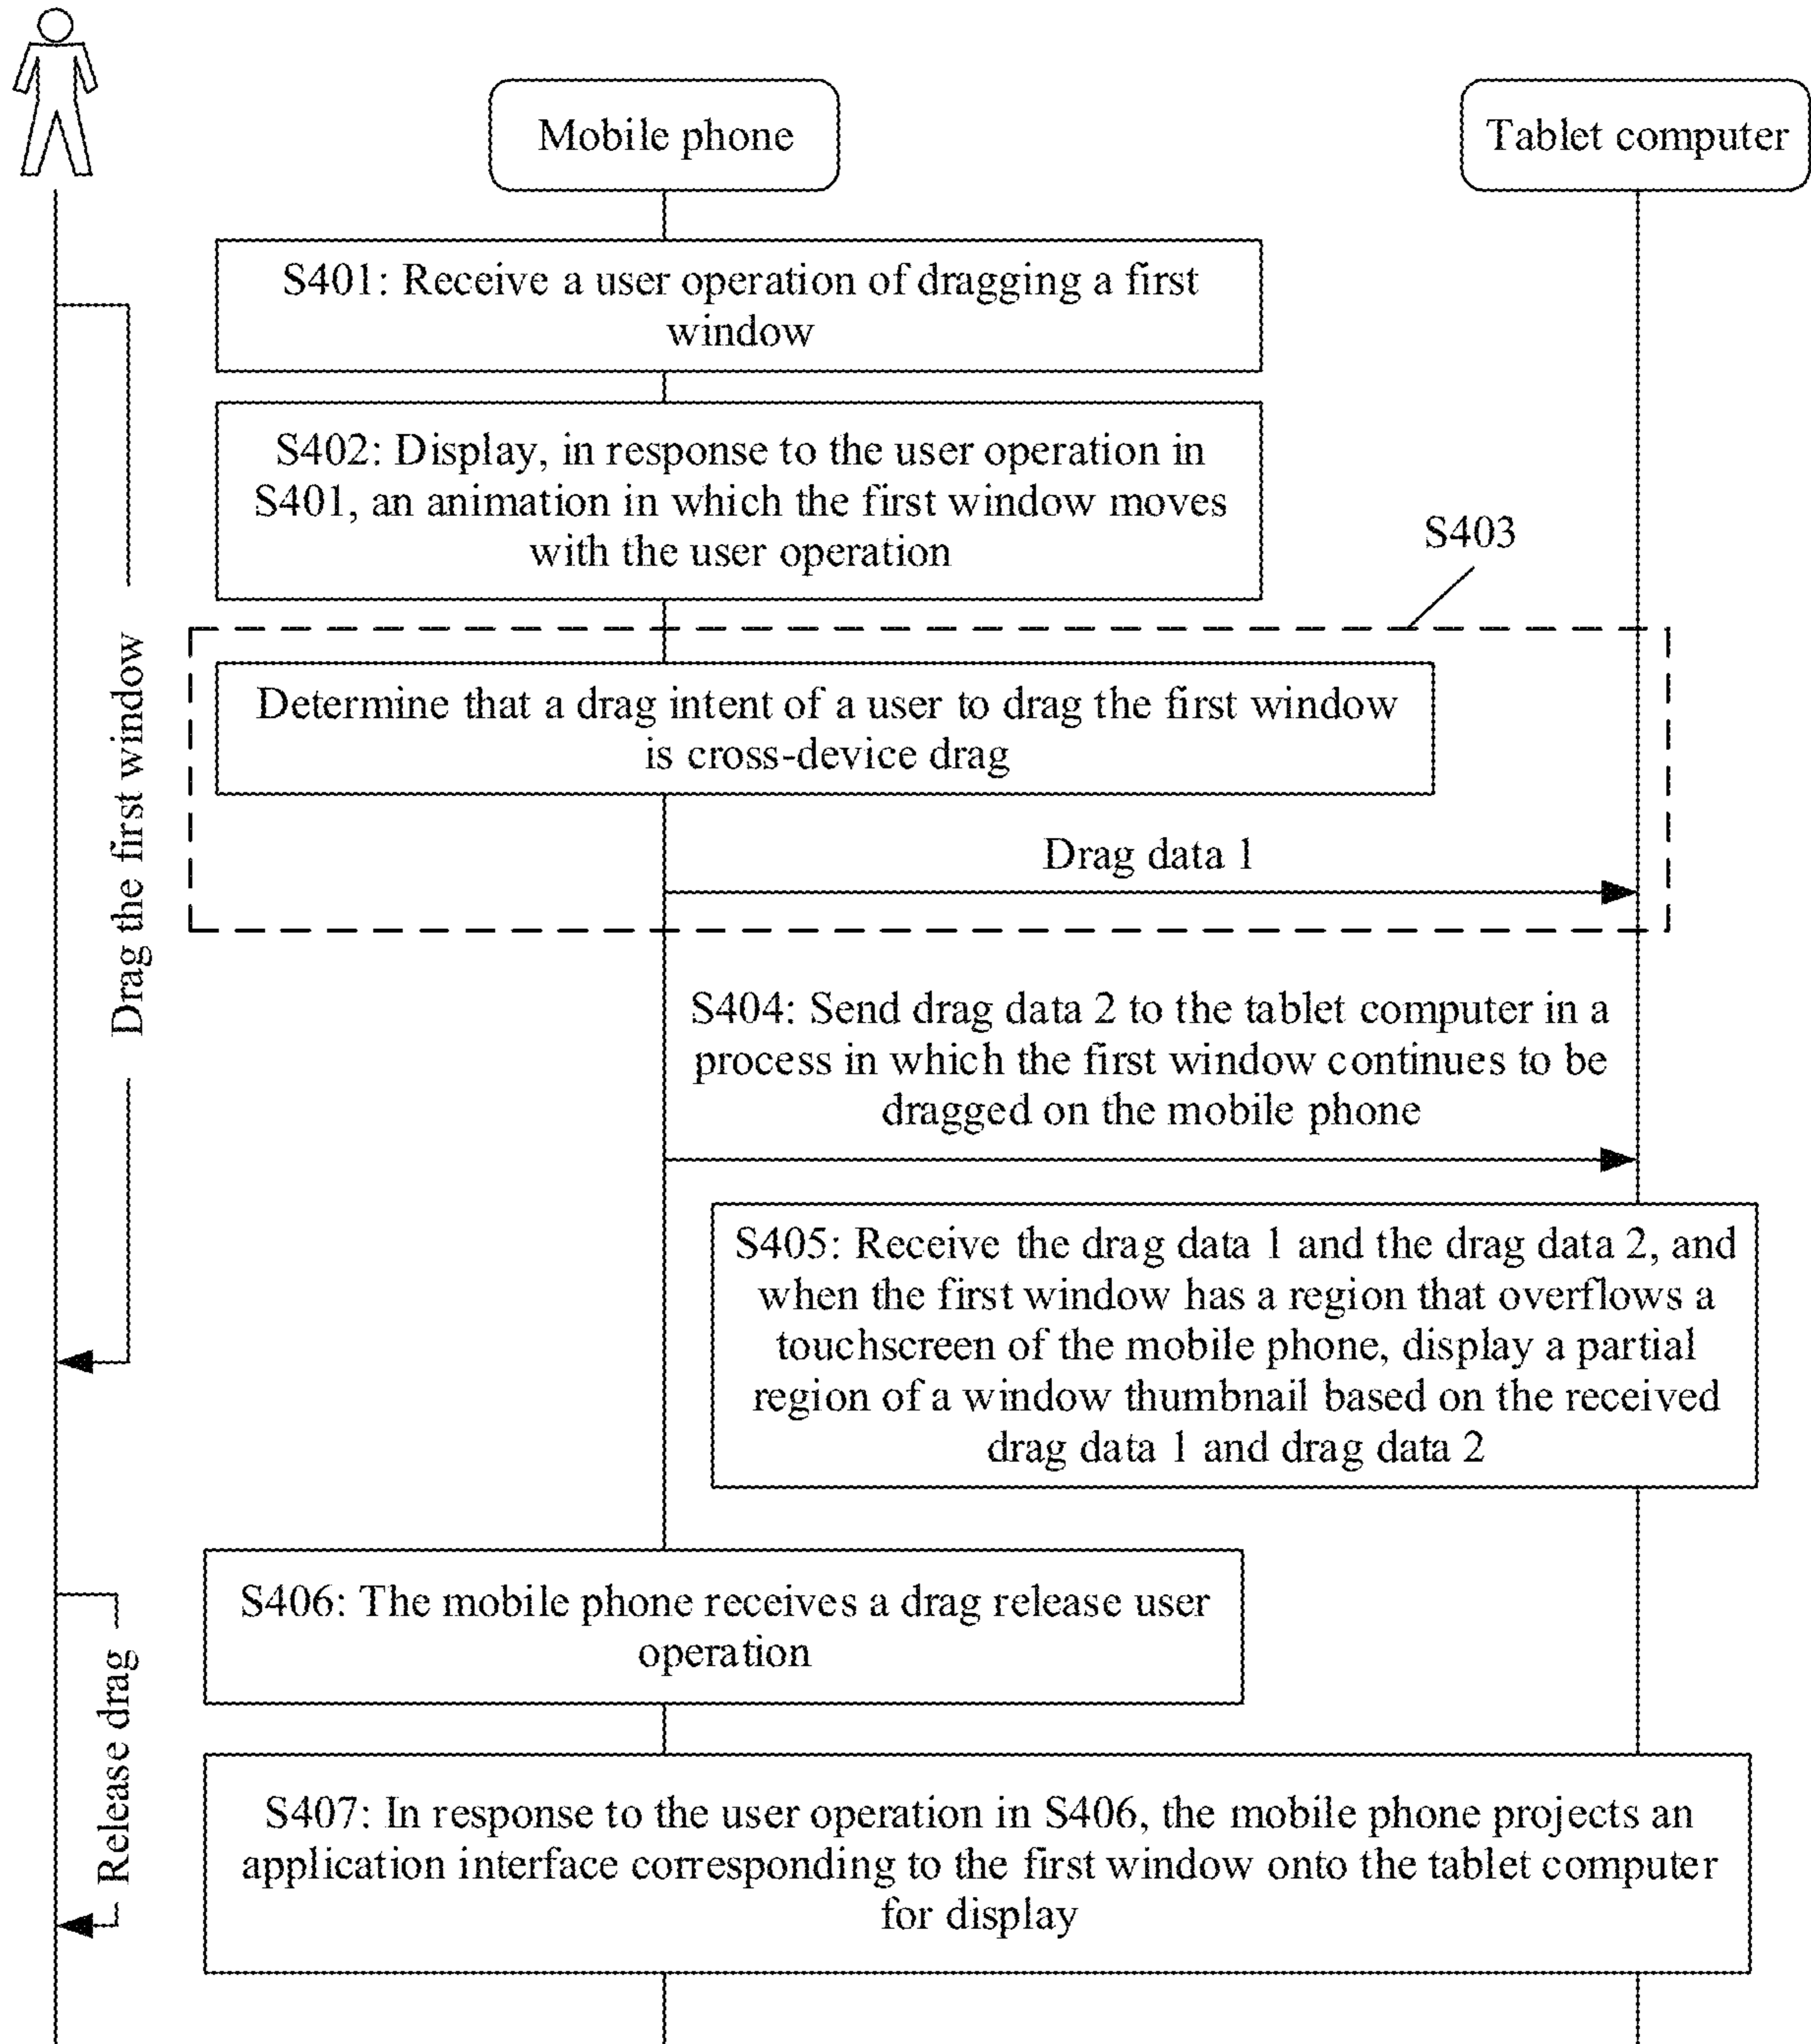 Mobile phone
Tablet computer
S401: Receive a user operation of dragging a first
window
S402: Display, in response to the user operation in
S401, an animation in which the first window moves
with the user operation
S403
Determine that a drag intent of a user to drag the first window
is cross-device drag
Drag data 1
Drag the first window
S404: Send drag data 2 to the tablet computer in a
process in which the first window continues to be
dragged on the mobile phone
S405: Receive the drag data 1 and the drag data 2, and
when the first window has a region that overflows a
touchscreen of the mobile phone, display a partial
region of a window thumbnail based on the received
drag data 1 and drag data 2
S406: The mobile phone receives a drag release user
operation
Release drag
S407: In response to the user operation in S406, the mobile phone projects an
application interface corresponding to the first window onto the tablet computer
for display